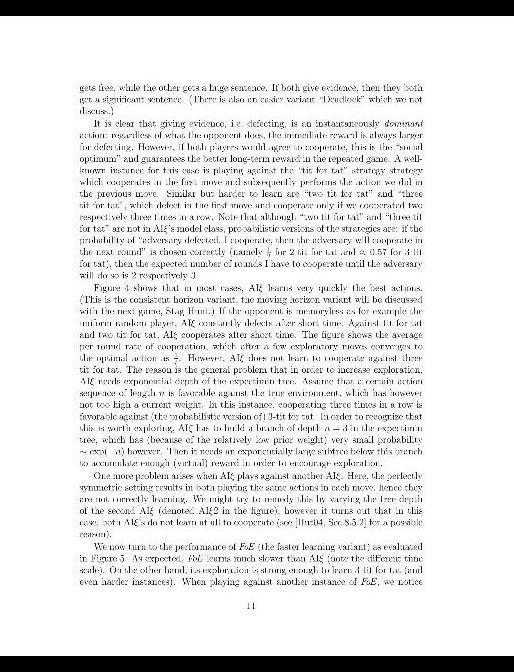 gets free, while the other gets a huge sentence. If both give evidence, then they both
get a significant sentence. (There is also an easier variant "Deadlock" which we not
discuss.)
It is clear that giving evidence, i.e. defecting, is an instantaneously dominant
action: regardless of what the opponent does, the immediate reward is always larger
for defecting. However, if both players would agree to cooperate, this is the "social
optimum" and guarantees the better long-term reward in the repeated game. A well-
known instance for this case is playing against the "tit for tat" strategy strategy
which cooperates in the first move and subsequently performs the action we did in
the previous move. Similar but harder to learn are "two tit for tat" and "three
tit for tat", which defect in the first move and cooperate only if we cooperated two
respectively three times in a row. Note that although "two tit for tat" and "three tit
for tat" are not in AIξ's model class, probabilistic versions of the strategies are: if the
probability of "adversary defected, I cooperate, then the adversary will cooperate in
the next round" is chosen correctly (namely for 2-tit for tat and ≈ 0.57 for 3-tit
for tat), then the expected number of rounds I have to cooperate until the adversary
will do so is 2 respectively 3.
Figure 4 shows that in most cases, AIξ learns very quickly the best actions.
(This is the consistent horizon variant, the moving horizon variant will be discussed
with the next game, Stag Hunt.) If the opponent is memoryless as for example the
uniform random player, AIξ constantly defects after short time. Against tit for tat
and two tit for tat, AIξ cooperates after short time. The figure shows the average
per round rate of cooperation, which after a few exploratory moves converges to
the optimal action as. However, AIξ does not learn to cooperate against three
tit for tat. The reason is the general problem that in order to increase exploration,
AIξ needs exponential depth of the expectimin tree. Assume that a certain action
sequence of length n is favorable against the true environment, which has however
not too high a current weight. In this instance, cooperating three times in a row is
favorable against (the probabilistic version of) 3-tit for tat. In order to recognize that
this is worth exploring, AIξ has to build a branch of depth n = 3 in the expectimin
tree, which has (because of the relatively low prior weight) very small probability
∼ exp(−n) however. Then it needs an exponentially large subtree below this branch
to accumulate enough (virtual) reward in order to encourage exploration.
One more problem arises when AIξ plays against another AIξ. Here, the perfectly
symmetric setting results in both playing the same actions in each move, hence they
are not correctly learning. We might try to remedy this by varying the tree depth
of the second AIξ (denoted AIξ2 in the figure), however it turns out that in this
case, both AIξ's do not learn at all to cooperate (see [Hut04, Sec.8.5.2] for a possible
reason).
We now turn to the performance of FoE (the faster learning variant) as evaluated
in Figure 5. As expected, FoE learns much slower than AIξ (note the different time
scale). On the other hand, its exploration is strong enough to learn 3-tit for tat (and
even harder instances). When playing against another instance of FoE, we notice
11